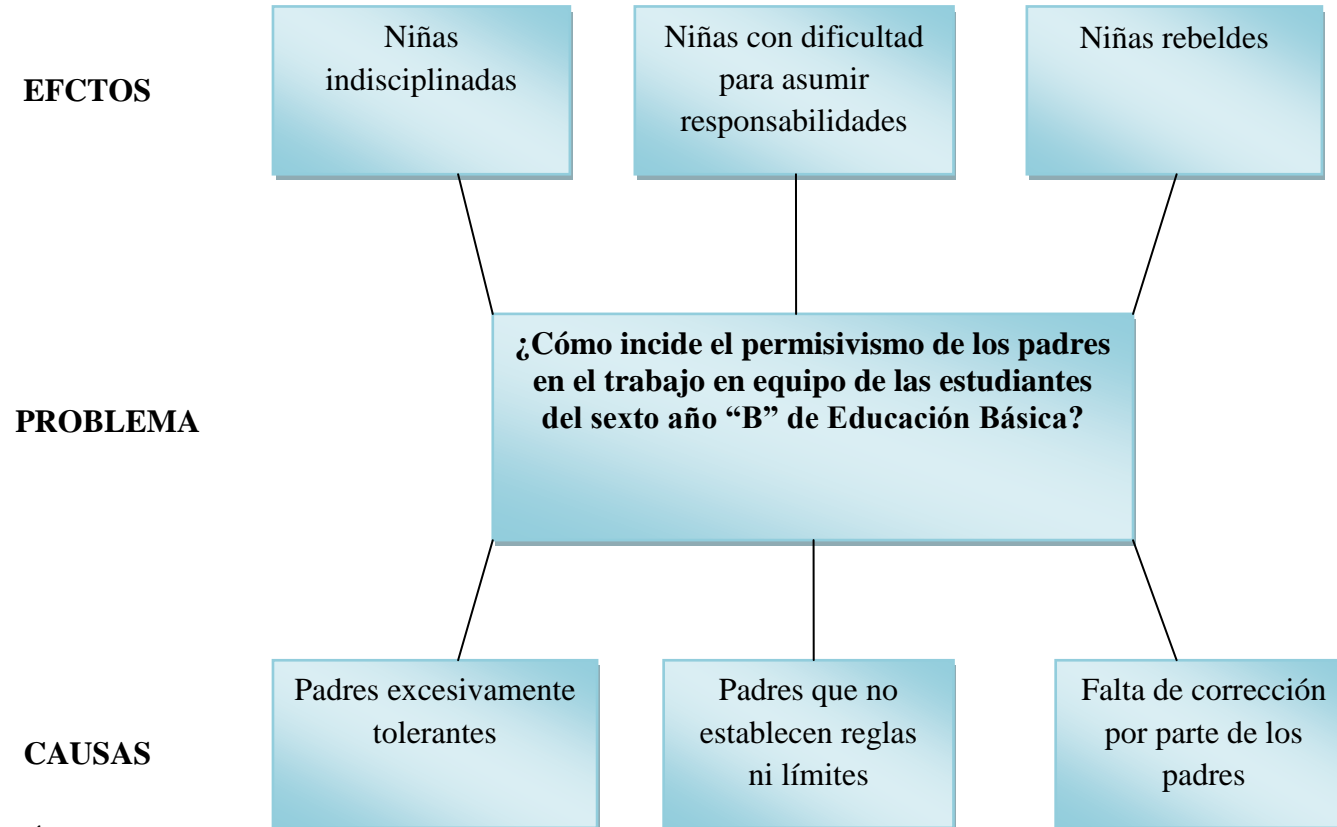 Niñas
indisciplinadas
Niñas con dificultad
para asumir
responsabilidades
Niñas rebeldes
EFCTOS
¿Cómo incide el permisivismo de los padres
en el trabajo en equipo de las estudiantes
del sexto año “B” de Educación Básica?
PROBLEMA
Padres excesivamente
tolerantes
Padres que no
establecen reglas
ni límites
Falta de corrección
por parte de los
padres
CAUSAS